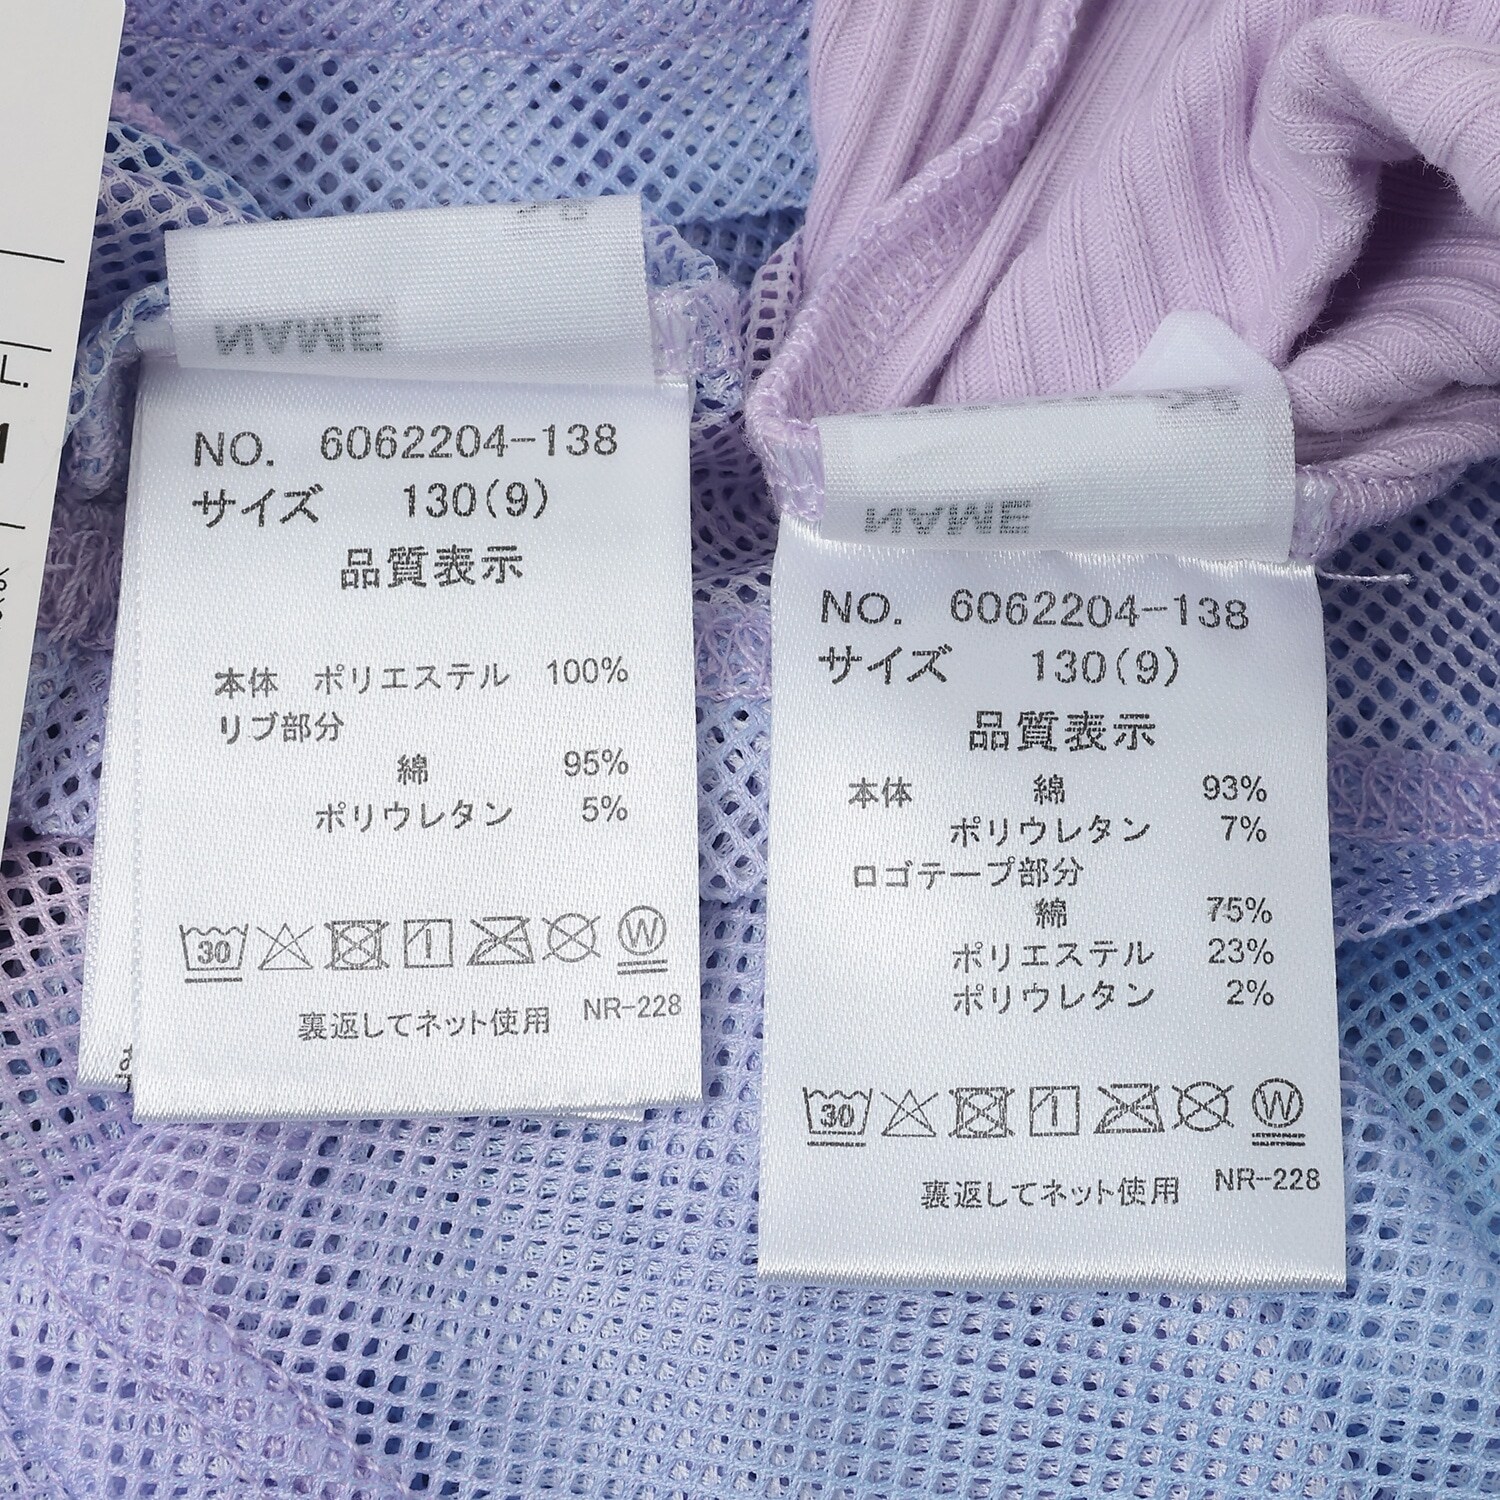 NAME
NO. 6062204-138
サイズ 130(9)
品質表示
本体 ポリエステル 100%
リブ部分
綿 95%
ポリウレタン 5%
30 W
裏返してネット使用 NR-228
NAME
NO. 6062204-138
サイズ 130(9)
品質表示
本体 綿 93%
ポリウレタン 7%
ロゴテープ部分
綿 75%
ポリエステル 23%
ポリウレタン 2%
30 W
裏返してネット使用 NR-228
L.